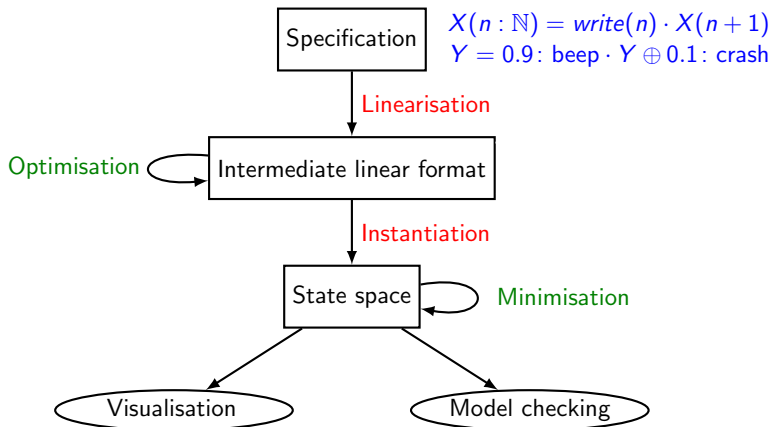 Specification
X(n : ℕ) = write(n) · X(n + 1)
Y = 0.9: beep · Y ⊕ 0.1: crash
Linearisation
Optimisation
Intermediate linear format
Instantiation
State space
Minimisation
Visualisation
Model checking